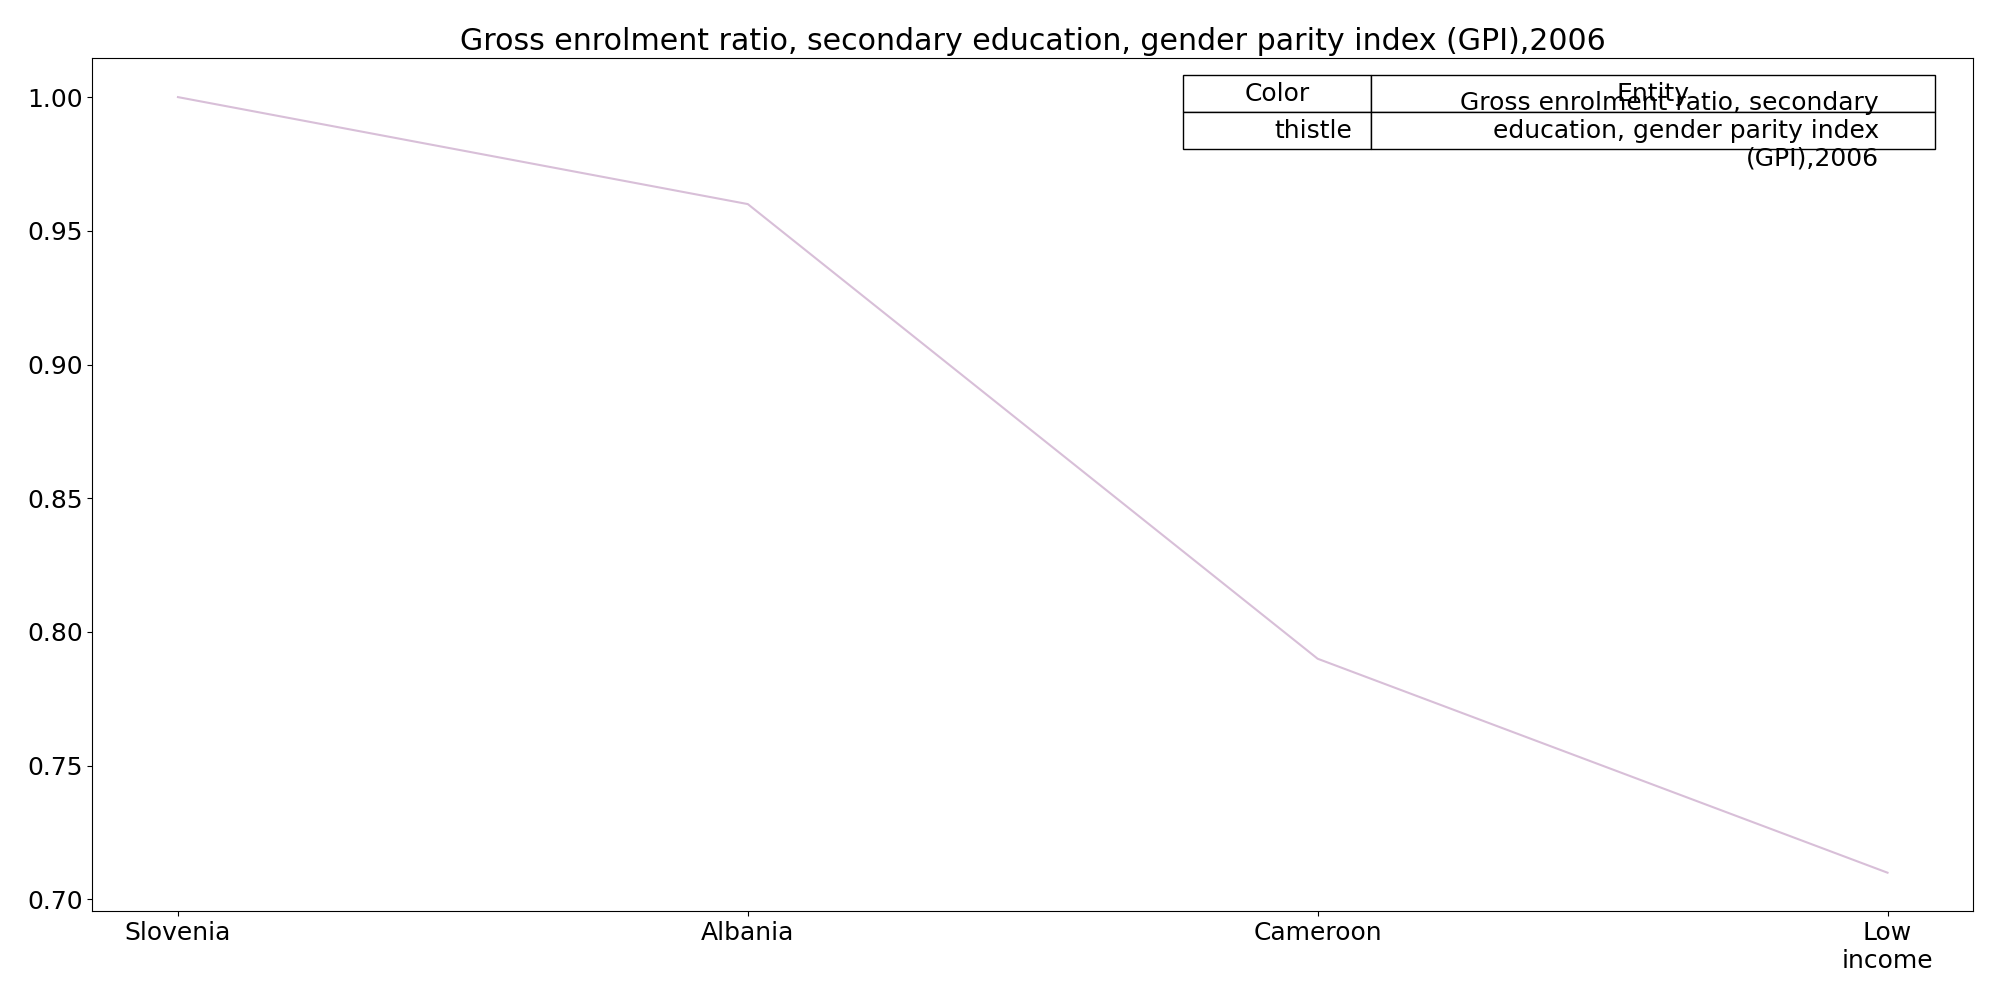 Gross enrolment ratio, secondary education, gender parity index (GPI),2006
Color
Entity
thistle
Gross enrolment ratio, secondary
education, gender parity index
(GPI),2006
1.00
0.95
0.90
0.85
0.80
0.75
0.70
Slovenia
Albania
Cameroon
Low
income